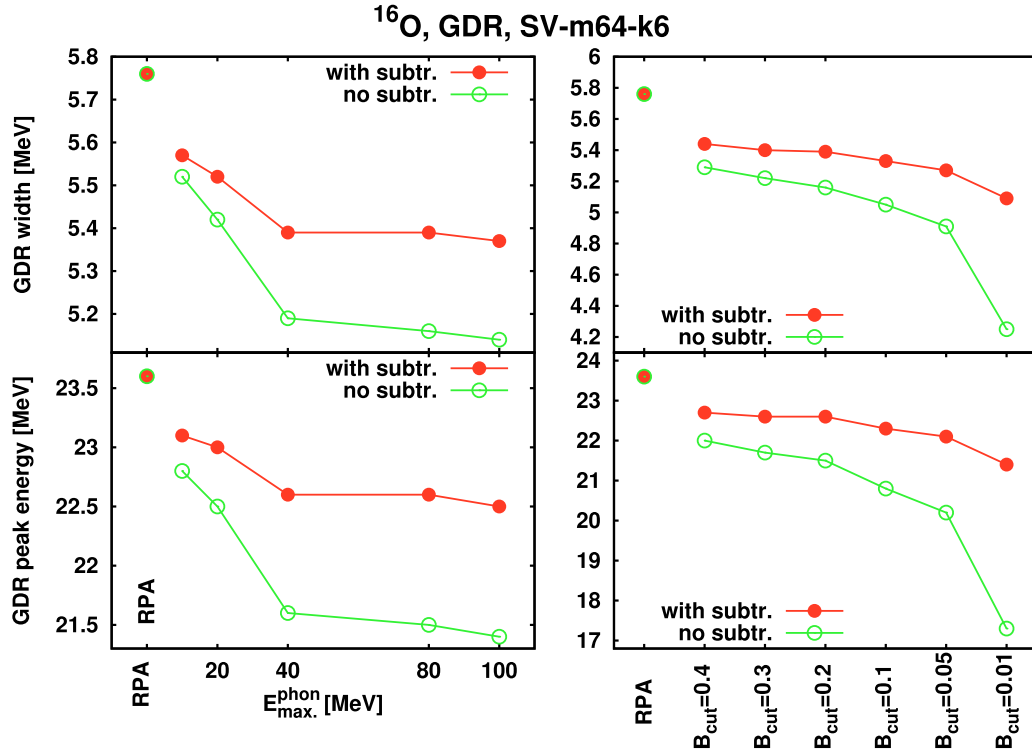 16O, GDR, SV-m64-k6
GDR width [MeV]
5.8
5.7
5.6
5.5
5.4
5.3
5.2
with subtr.
no subtr.
6
5.8
5.6
5.4
5.2
5
4.8
4.6
4.4
4.2
with subtr.
no subtr.
GDR peak energy [MeV]
23.5
23
22.5
22
21.5
with subtr.
no subtr.
RPA
RPA
20
40
80
100
E phon max. [MeV]
24
23
22
21
20
19
18
17
with subtr.
no subtr.
RPA
Bcut=0.4
Bcut=0.3
Bcut=0.2
Bcut=0.1
Bcut=0.05
Bcut=0.01